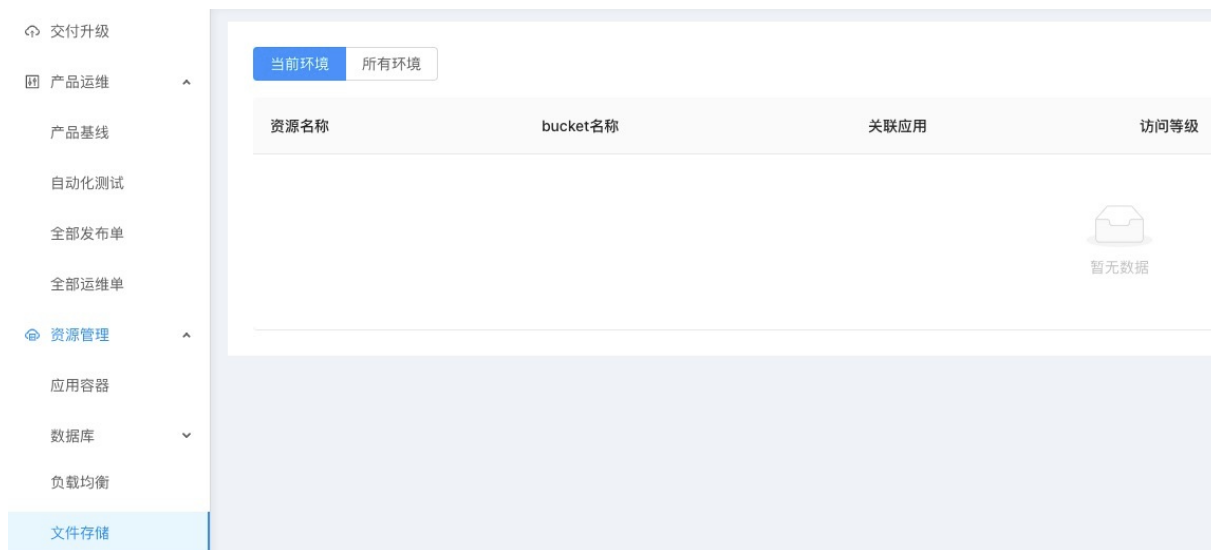 交付升级
产品运维
产品基线
自动化测试
全部发布单
全部运维单
资源管理
应用容器
数据库
负载均衡
文件存储
当前环境 所有环境
资源名称 bucket名称 关联应用 访问等级
暂无数据